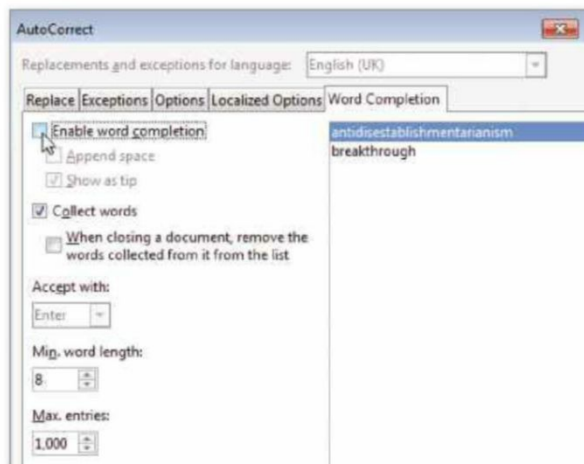 AutoCorrect
Replacements and exceptions for language: English (UK)
Replace Exceptions Options Localized Options Word Completion
Enable word completion
Append space
Show as tip
Collect words
When closing a document, remove the
words collected from it from the list
Accept with:
Enter
Min. word length:
8
Max. entries:
1,000
antidisestablishmentarianism
breakthrough